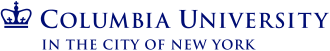 COLUMBIA UNIVERSITY
IN THE CITY OF NEW YORK